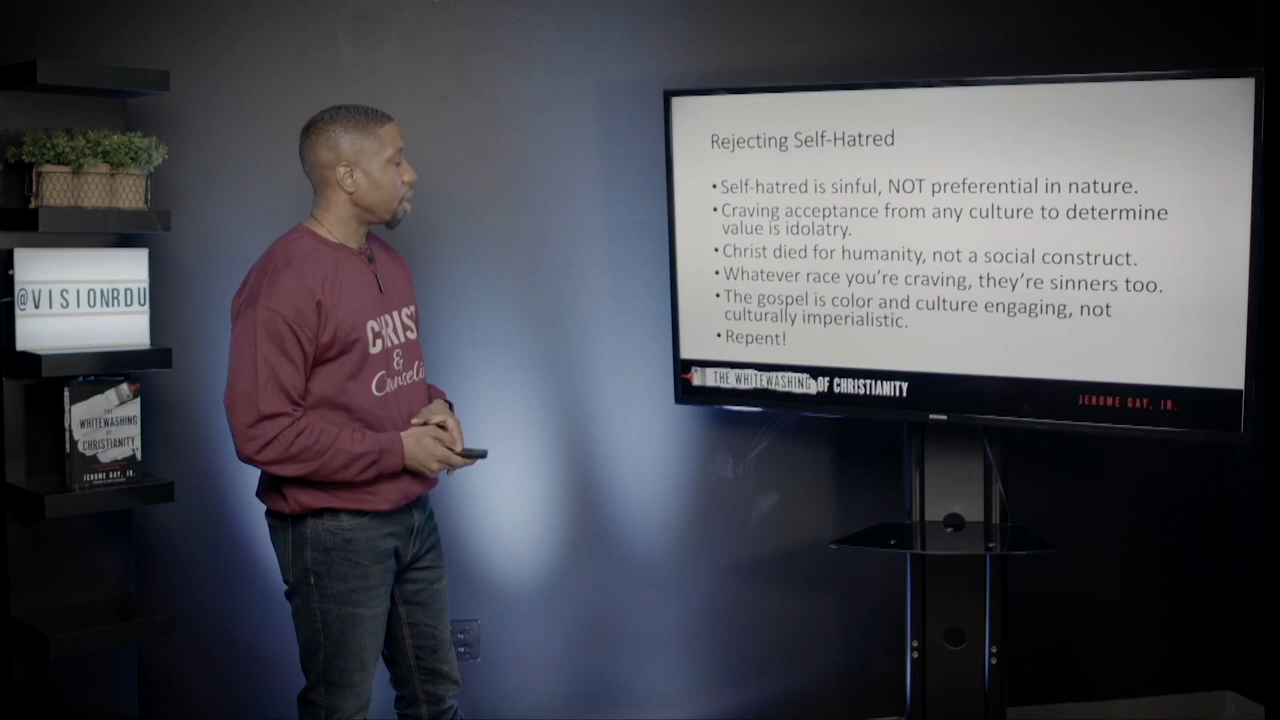 @VISIONRDU
THE
WHITEWASHING
OF
CHRISTIANITY
JEROME GAY, JR.
CHRIST
&
Counseli
Rejecting Self-Hatred
•Self-hatred is sinful, NOT preferential in nature.
•Craving acceptance from any culture to determine
value is idolatry.
•Christ died for humanity, not a social construct.
•Whatever race you’re craving, they’re sinners too.
•The gospel is color and culture engaging, not
culturally imperialistic.
•Repent!
THE WHITEWASHING OF CHRISTIANITY
JEROME GAY, JR.